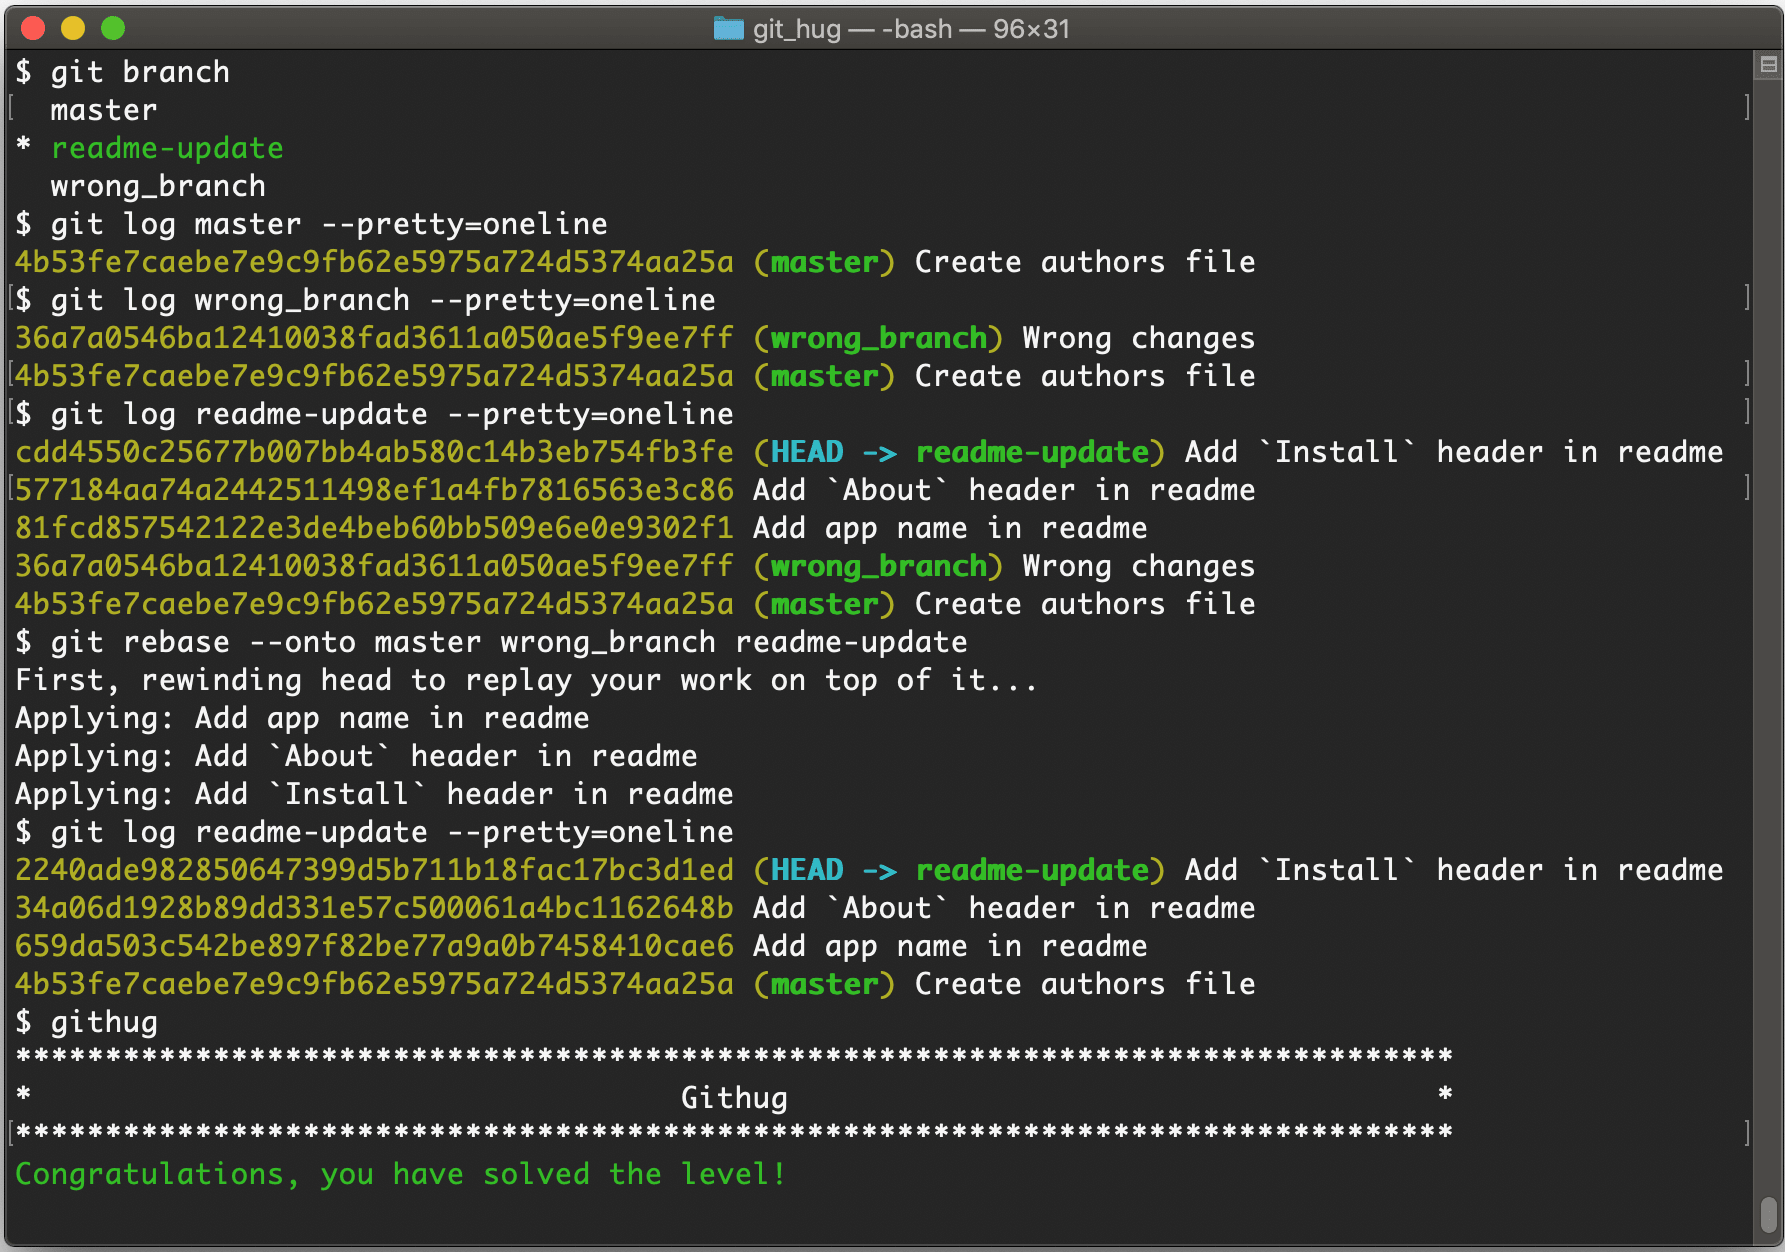 git_hug — -bash — 96×31
$ git branch
  master
* readme-update
  wrong_branch
$ git log master --pretty=oneline
4b53fe7caebe7e9c9fb62e5975a724d5374aa25a (master) Create authors file
$ git log wrong_branch --pretty=oneline
36a7a0546ba12410038fad3611a050ae5f9ee7ff (wrong_branch) Wrong changes
4b53fe7caebe7e9c9fb62e5975a724d5374aa25a (master) Create authors file
$ git log readme-update --pretty=oneline
cdd4550c25677b007bb4ab580c14b3eb754fb3fe (HEAD -> readme-update) Add `Install` header in readme
577184aa74a2442511498ef1a4fb7816563e3c86 Add `About` header in readme
81fcd857542122e3de4beb60bb509e6e0e9302f1 Add app name in readme
36a7a0546ba12410038fad3611a050ae5f9ee7ff (wrong_branch) Wrong changes
4b53fe7caebe7e9c9fb62e5975a724d5374aa25a (master) Create authors file
$ git rebase --onto master wrong_branch readme-update
First, rewinding head to replay your work on top of it...
Applying: Add app name in readme
Applying: Add `About` header in readme
Applying: Add `Install` header in readme
$ git log readme-update --pretty=oneline
2240ade982850647399d5b711b18fac17bc3d1ed (HEAD -> readme-update) Add `Install` header in readme
34a06d1928b89dd331e57c500061a4bc1162648b Add `About` header in readme
659da503c542be897f82be77a9a0b7458410cae6 Add app name in readme
4b53fe7caebe7e9c9fb62e5975a724d5374aa25a (master) Create authors file
$ githug
********************************************************************************
*                                    Githug                                    *
********************************************************************************
Congratulations, you have solved the level!